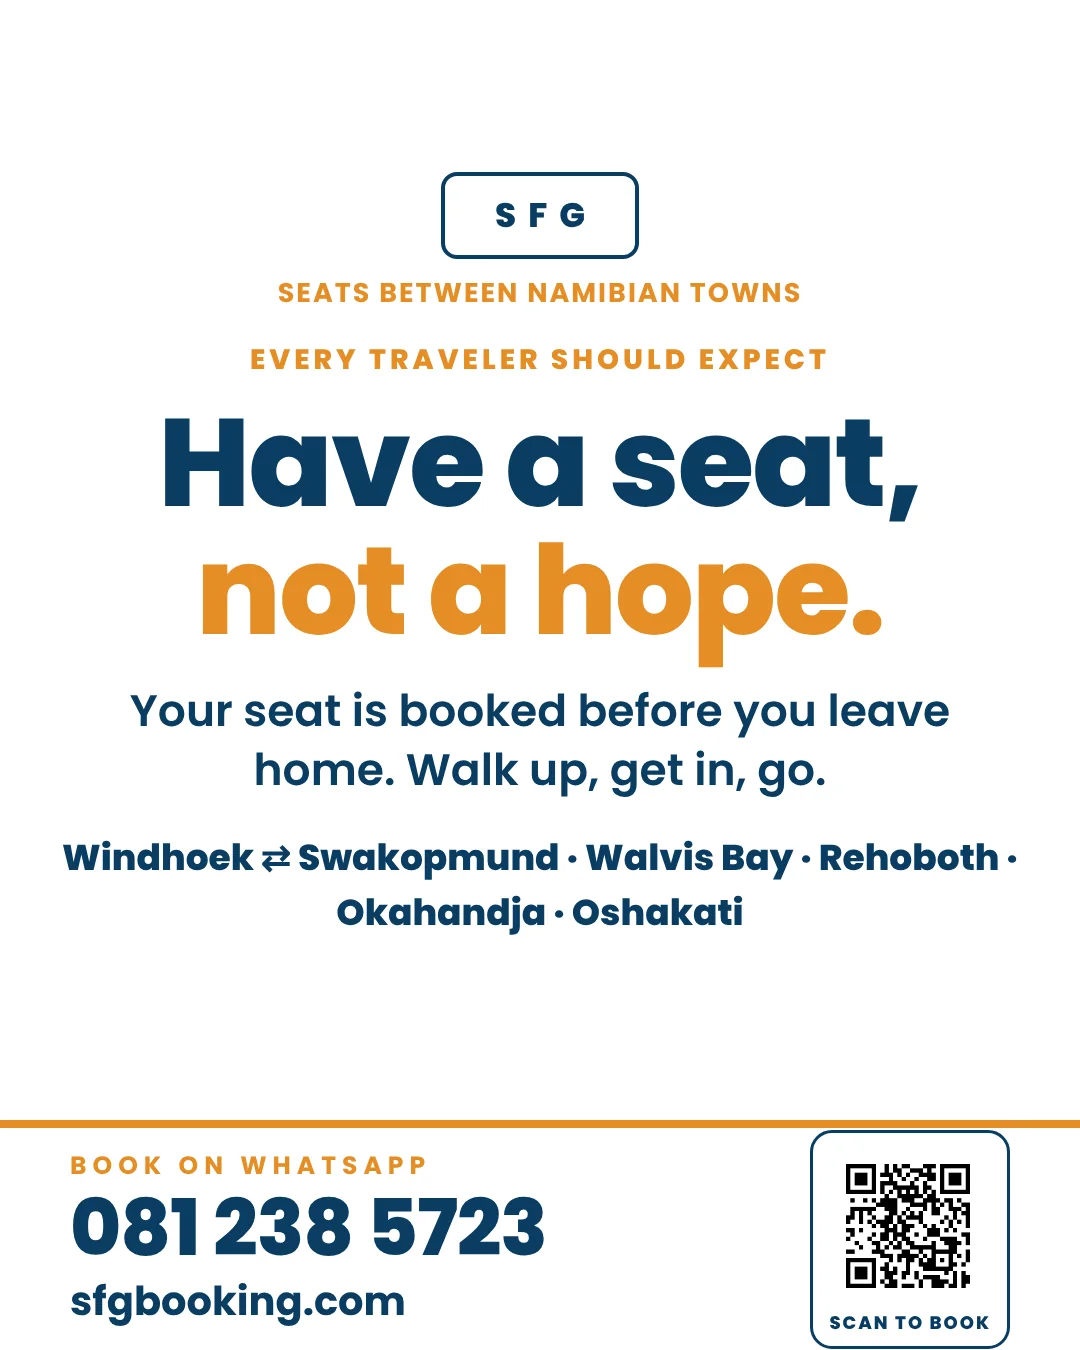 SFG
SEATS BETWEEN NAMIBIAN TOWNS
EVERY TRAVELER SHOULD EXPECT
Have a seat,
not a hope.
Your seat is booked before you leave
home. Walk up, get in, go.
Windhoek ⇄ Swakopmund · Walvis Bay · Rehoboth ·
Okahandja · Oshakati
BOOK ON WHATSAPP
081 238 5723
sfgbooking.com
SCAN TO BOOK